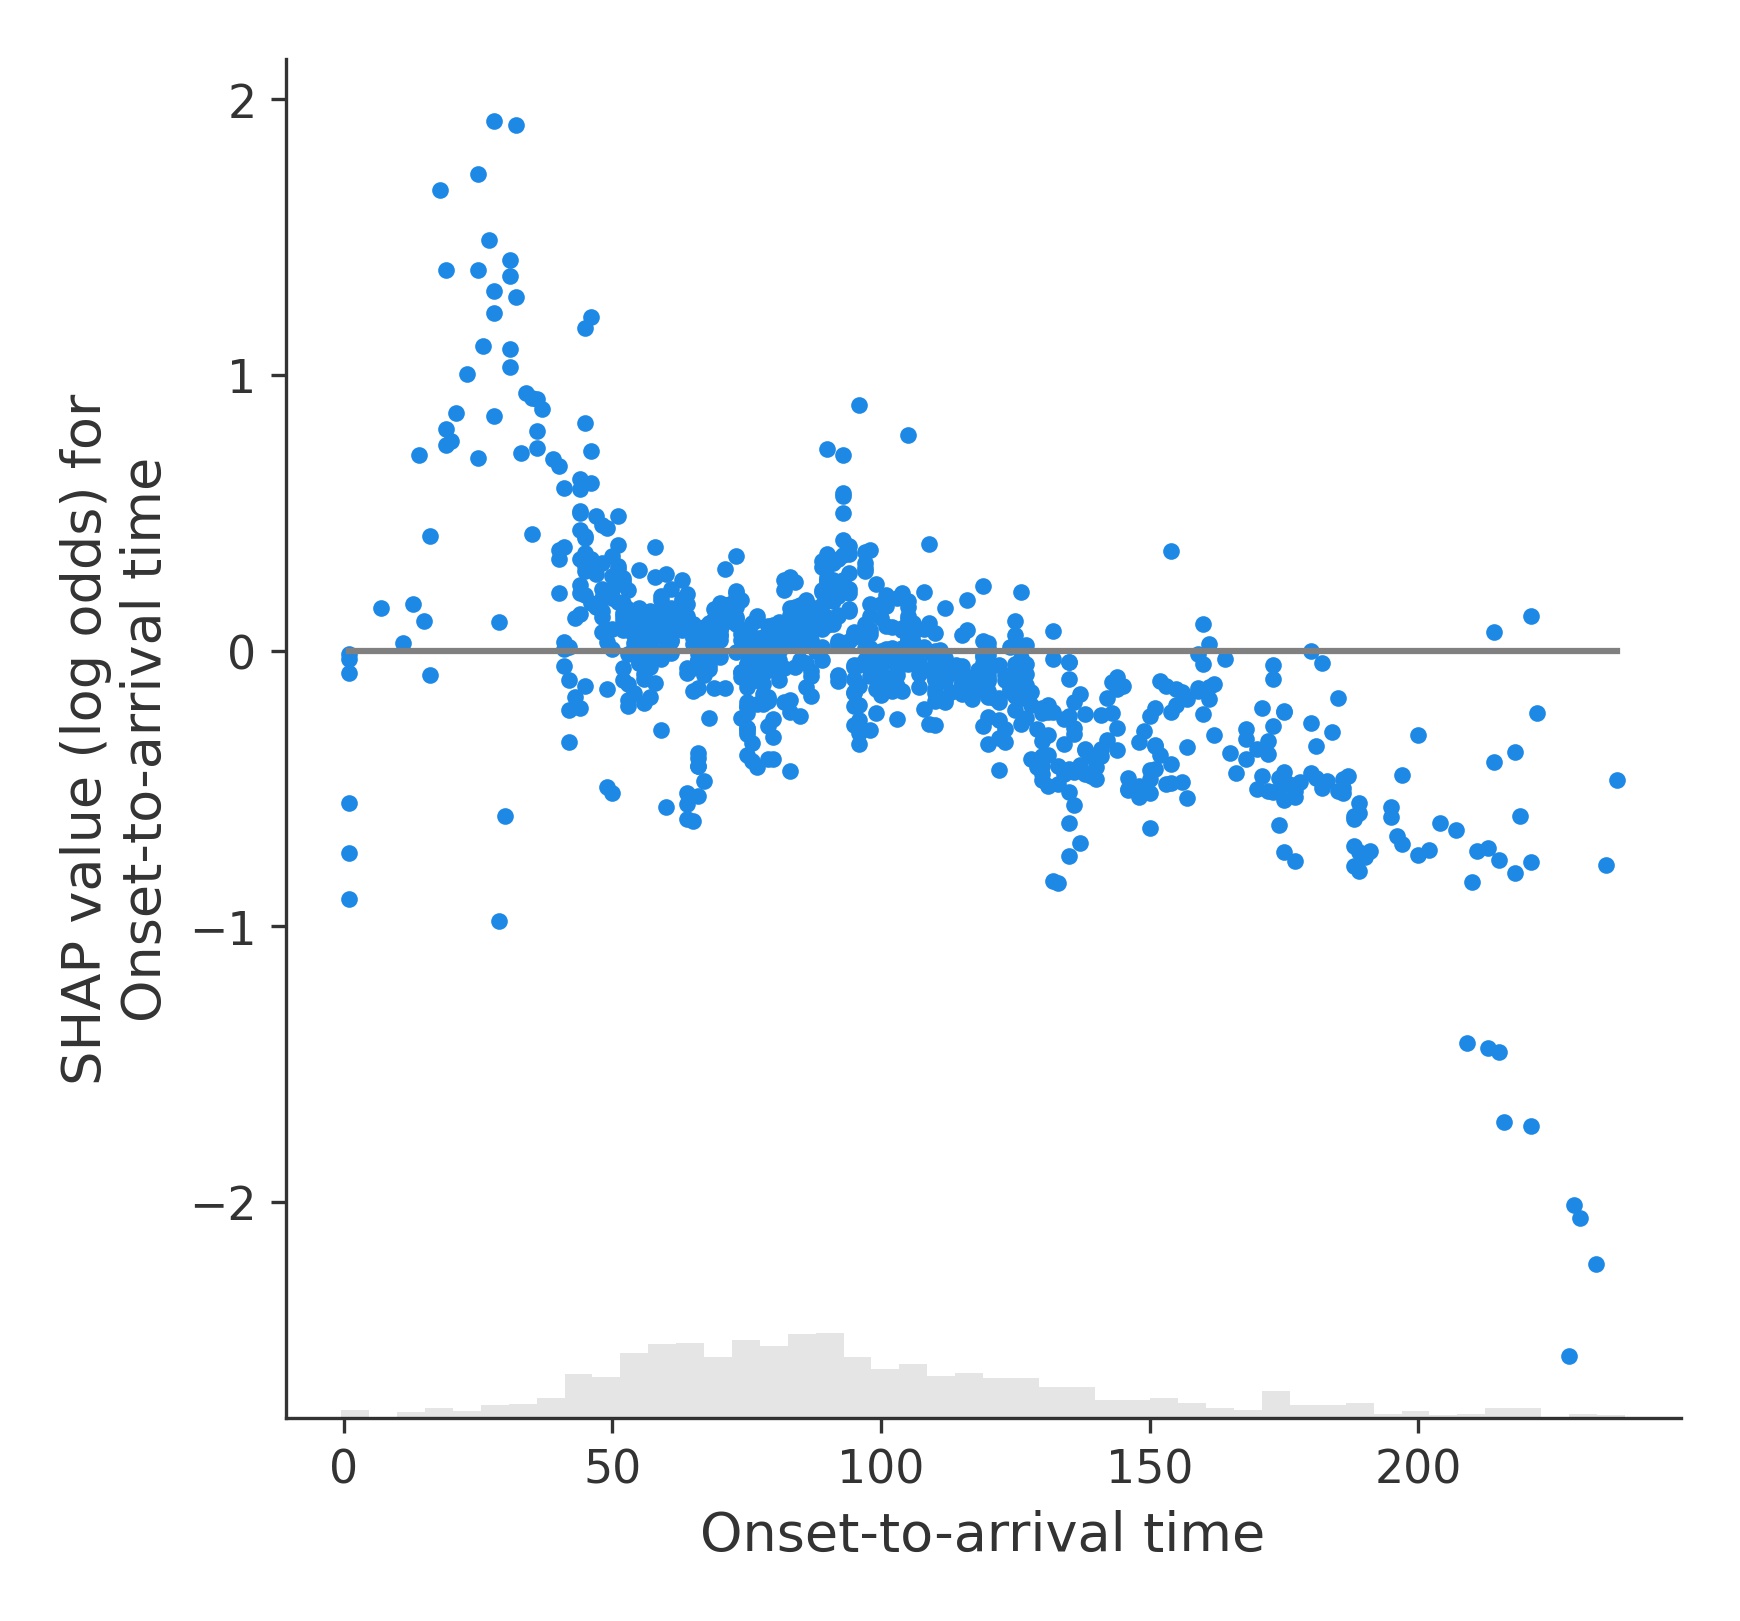 SHAP value (log odds) for
Onset-to-arrival time
2
1
0
−1
−2
0 50 100 150 200
Onset-to-arrival time